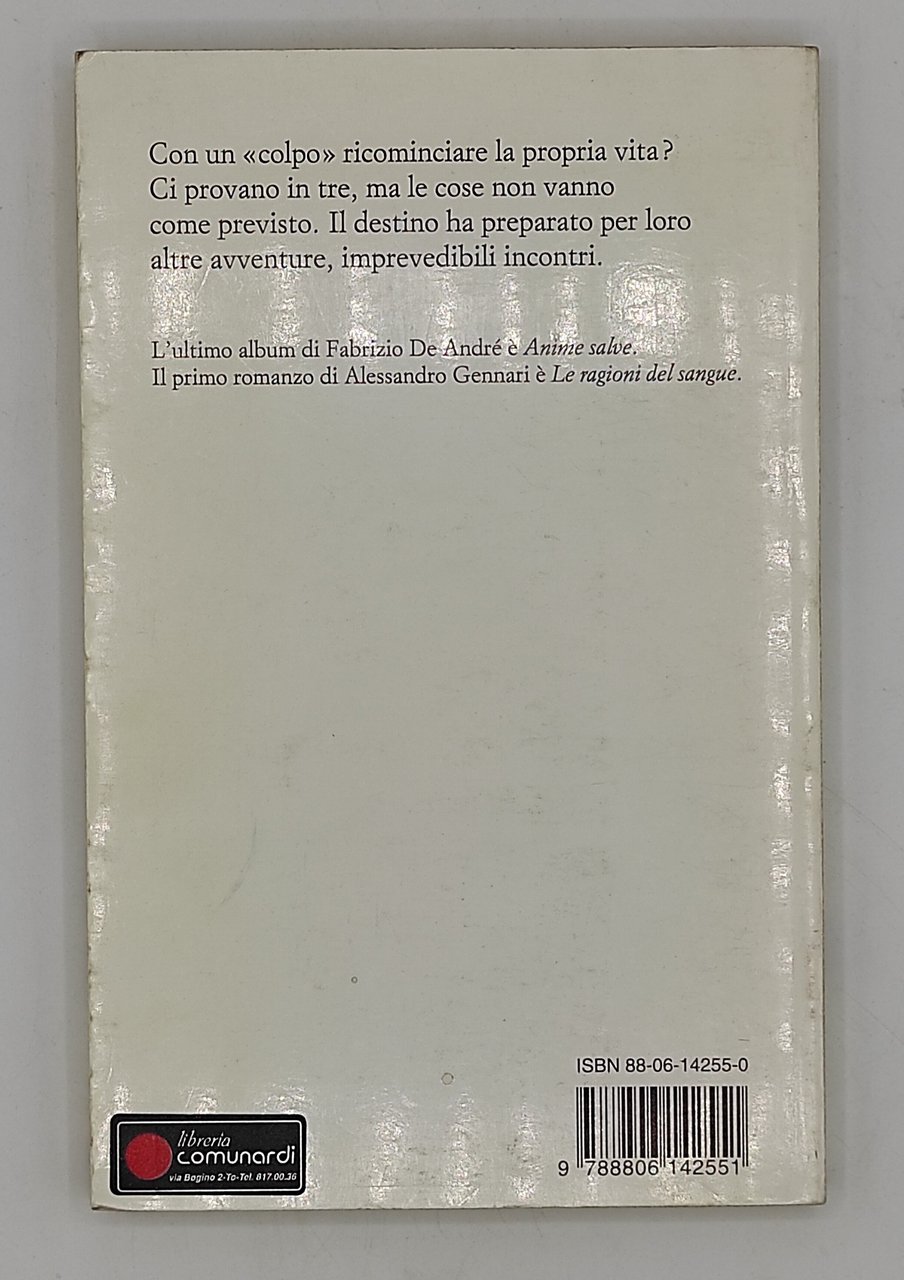 Con un «colpo» ricominciare la propria vita?
Ci provano in tre, ma le cose non vanno
come previsto. Il destino ha preparato per loro
altre avventure, imprevedibili incontri.
L'ultimo album di Fabrizio De André è Anime salve.
Il primo romanzo di Alessandro Gennari è Le ragioni del sangue.
ISBN 88-06-14255-0
9 788806 142551
libreria
comunardi
via Bogino 2-To-Tel. 817.00.36